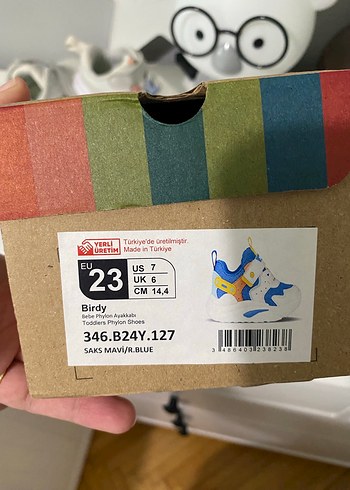 YERLİ
ÜRETİM
Türkiye'de üretilmiştir.
Made in Türkiye
EU
23
US 7
UK 6
CM 14,4
Birdy
Bebe Phylon Ayakkabı
Toddlers Phylon Shoes
346.B24Y.127
SAKS MAVİ/R.BLUE